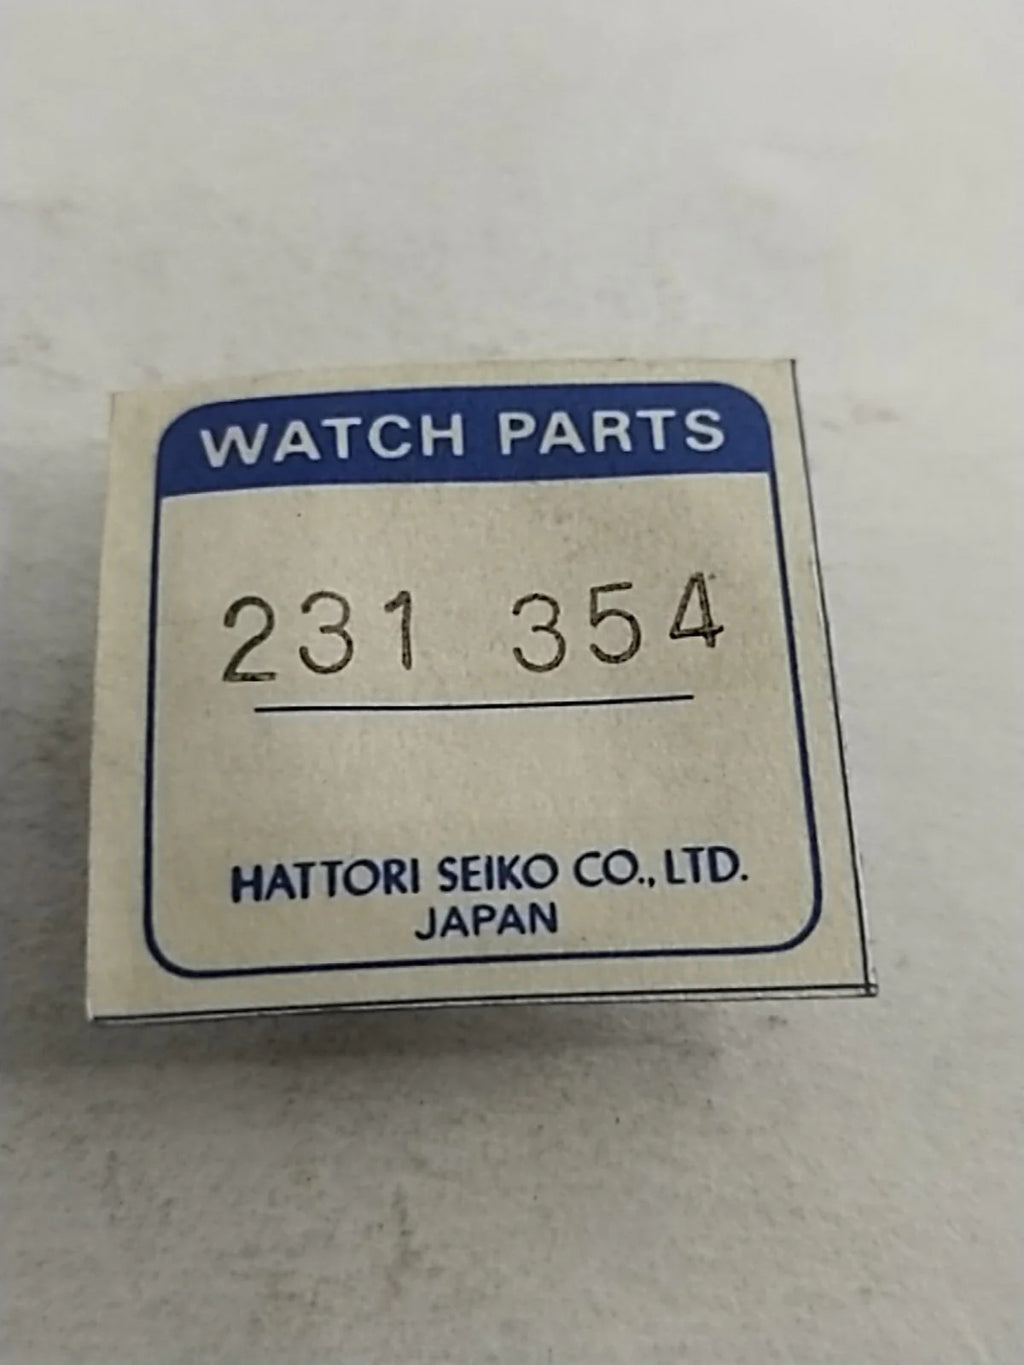 WATCH PARTS
231 354
HATTORI SEIKO CO., LTD.
JAPAN